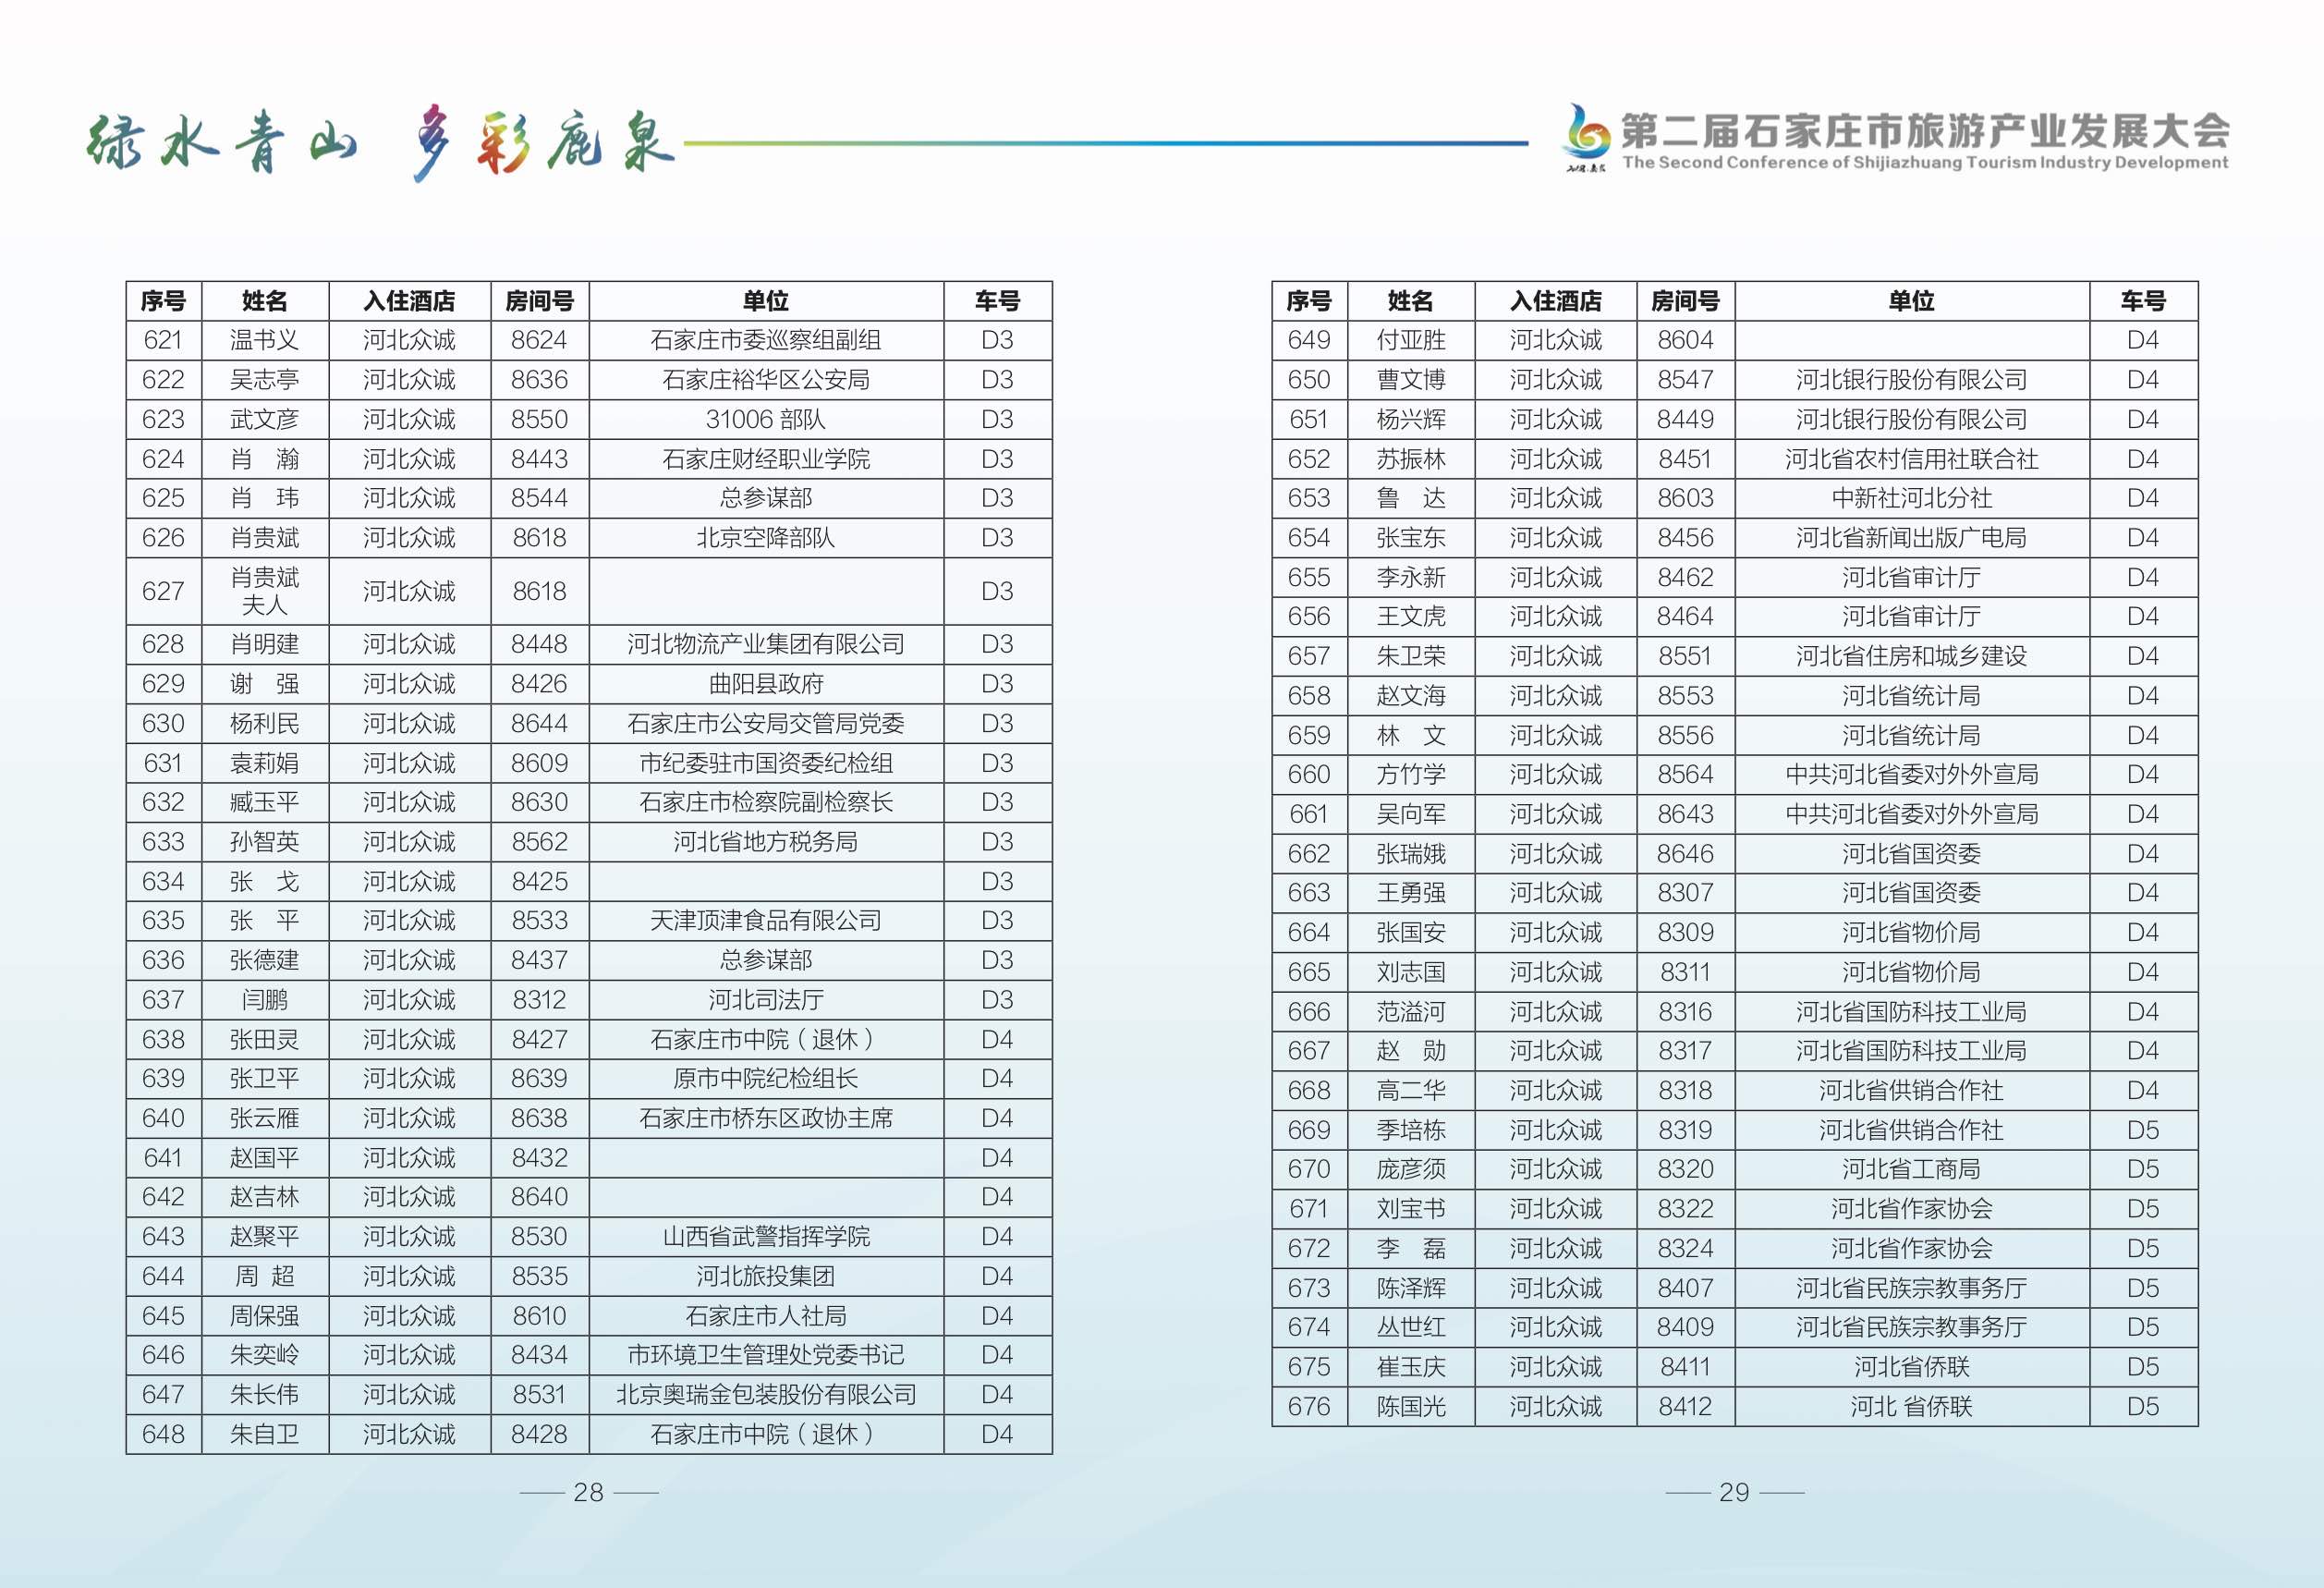 绿水青山 多彩鹿泉
第二届石家庄市旅游产业发展大会
The Second Conference of Shijiazhuang Tourism Industry Development
序号 姓名 入住酒店 房间号 单位 车号
621 温书义 河北众诚 8624 石家庄市委巡察组副组 D3
622 吴志亭 河北众诚 8636 石家庄裕华区公安局 D3
623 武文彦 河北众诚 8550 31006 部队 D3
624 肖　瀚 河北众诚 8443 石家庄财经职业学院 D3
625 肖　玮 河北众诚 8544 总参谋部 D3
626 肖贵斌 河北众诚 8618 北京空降部队 D3
627 肖贵斌
夫人 河北众诚 8618 D3
628 肖明建 河北众诚 8448 河北物流产业集团有限公司 D3
629 谢　强 河北众诚 8426 曲阳县政府 D3
630 杨利民 河北众诚 8644 石家庄市公安局交管局党委 D3
631 袁莉娟 河北众诚 8609 市纪委驻市国资委纪检组 D3
632 臧玉平 河北众诚 8630 石家庄市检察院副检察长 D3
633 孙智英 河北众诚 8562 河北省地方税务局 D3
634 张　戈 河北众诚 8425 D3
635 张　平 河北众诚 8533 天津顶津食品有限公司 D3
636 张德建 河北众诚 8437 总参谋部 D3
637 闫鹏 河北众诚 8312 河北司法厅 D3
638 张田灵 河北众诚 8427 石家庄市中院（退休） D4
639 张卫平 河北众诚 8639 原市中院纪检组长 D4
640 张云雁 河北众诚 8638 石家庄市桥东区政协主席 D4
641 赵国平 河北众诚 8432 D4
642 赵吉林 河北众诚 8640 D4
643 赵聚平 河北众诚 8530 山西省武警指挥学院 D4
644 周 超 河北众诚 8535 河北旅投集团 D4
645 周保强 河北众诚 8610 石家庄市人社局 D4
646 朱奕岭 河北众诚 8434 市环境卫生管理处党委书记 D4
647 朱长伟 河北众诚 8531 北京奥瑞金包装股份有限公司 D4
648 朱自卫 河北众诚 8428 石家庄市中院（退休） D4
28
序号 姓名 入住酒店 房间号 单位 车号
649 付亚胜 河北众诚 8604 D4
650 曹文博 河北众诚 8547 河北银行股份有限公司 D4
651 杨兴辉 河北众诚 8449 河北银行股份有限公司 D4
652 苏振林 河北众诚 8451 河北省农村信用社联合社 D4
653 鲁　达 河北众诚 8603 中新社河北分社 D4
654 张宝东 河北众诚 8456 河北省新闻出版广电局 D4
655 李永新 河北众诚 8462 河北省审计厅 D4
656 王文虎 河北众诚 8464 河北省审计厅 D4
657 朱卫荣 河北众诚 8551 河北省住房和城乡建设 D4
658 赵文海 河北众诚 8553 河北省统计局 D4
659 林　文 河北众诚 8556 河北省统计局 D4
660 方竹学 河北众诚 8564 中共河北省委对外外宣局 D4
661 吴向军 河北众诚 8643 中共河北省委对外外宣局 D4
662 张瑞娥 河北众诚 8646 河北省国资委 D4
663 王勇强 河北众诚 8307 河北省国资委 D4
664 张国安 河北众诚 8309 河北省物价局 D4
665 刘志国 河北众诚 8311 河北省物价局 D4
666 范溢河 河北众诚 8316 河北省国防科技工业局 D4
667 赵　勋 河北众诚 8317 河北省国防科技工业局 D4
668 高二华 河北众诚 8318 河北省供销合作社 D4
669 季培栋 河北众诚 8319 河北省供销合作社 D5
670 庞彦须 河北众诚 8320 河北省工商局 D5
671 刘宝书 河北众诚 8322 河北省作家协会 D5
672 李　磊 河北众诚 8324 河北省作家协会 D5
673 陈泽辉 河北众诚 8407 河北省民族宗教事务厅 D5
674 丛世红 河北众诚 8409 河北省民族宗教事务厅 D5
675 崔玉庆 河北众诚 8411 河北省侨联 D5
676 陈国光 河北众诚 8412 河北 省侨联 D5
29